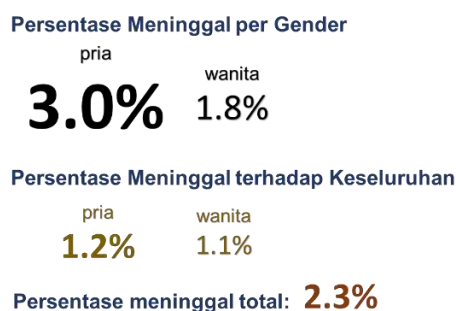 Persentase Meninggal per Gender
pria
wanita
3.0%
1.8%
Persentase Meninggal terhadap Keseluruhan
pria
wanita
1.2%
1.1%
Persentase meninggal total: 2.3%